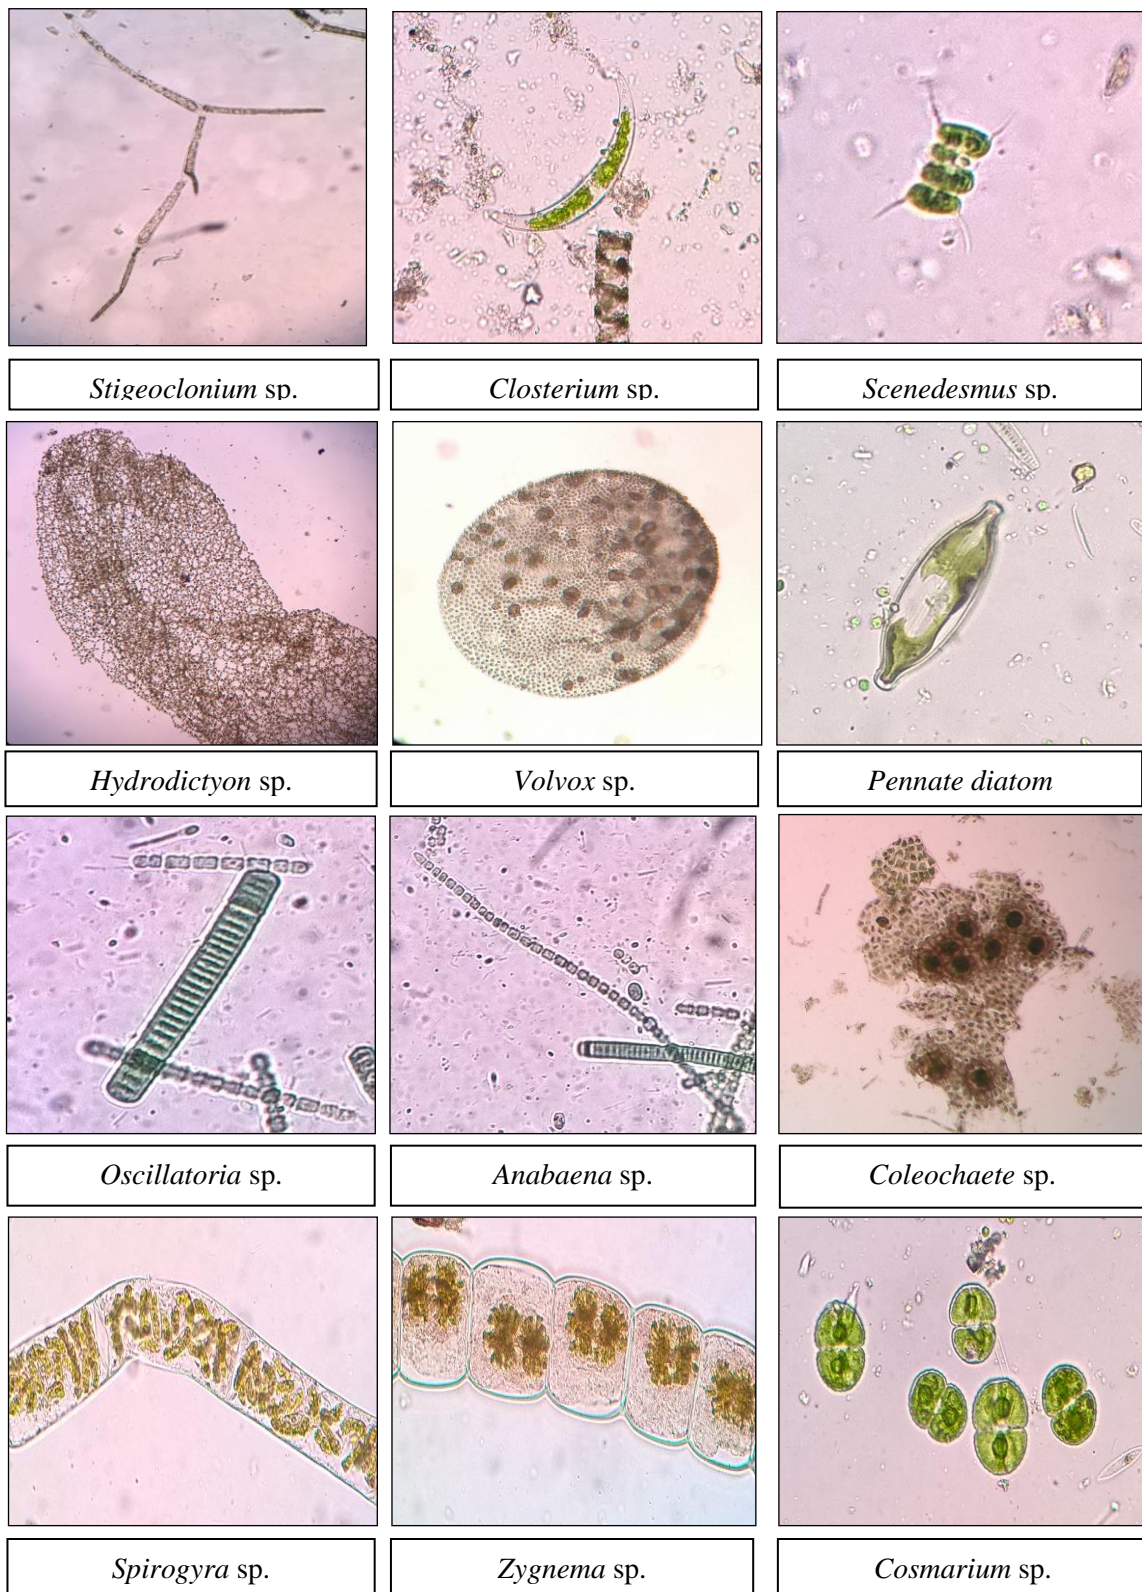 Stigeoclonium sp.
Closterium sp.
Scenedesmus sp.
Hydrodictyon sp.
Volvox sp.
Pennate diatom
Oscillatoria sp.
Anabaena sp.
Coleochaete sp.
Spirogyra sp.
Zygnema sp.
Cosmarium sp.